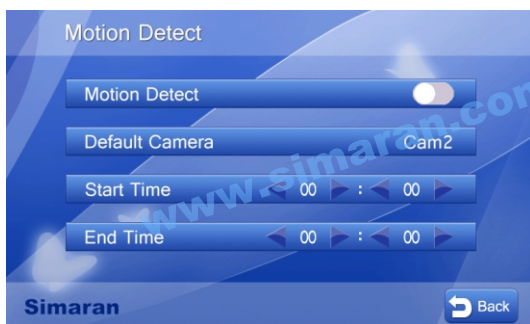 Motion Detect
Motion Detect
Default Camera Cam2
Start Time 00 : 00
End Time 00 : 00
www.simaran.com
Simaran Back